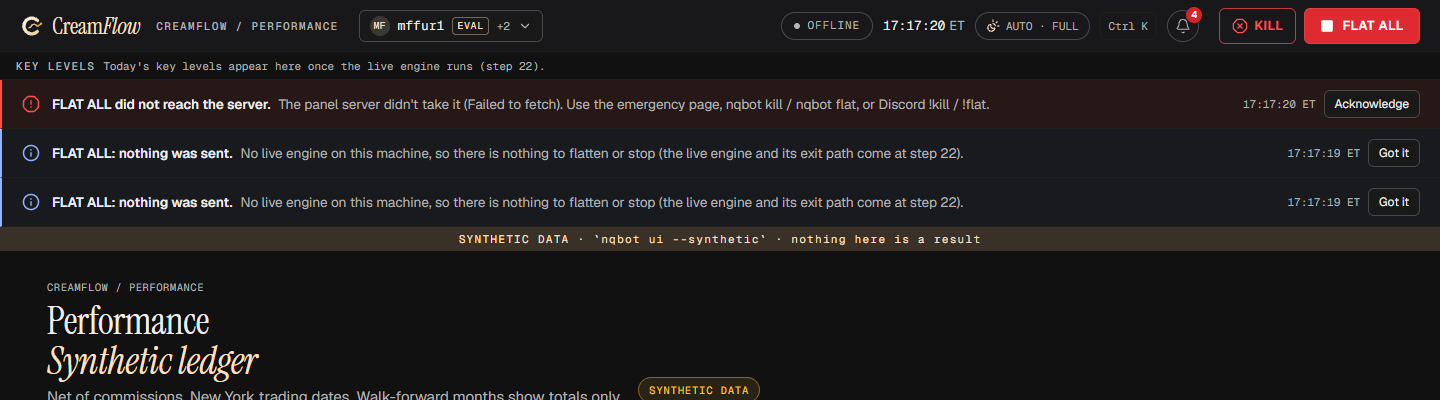 CreamFlow CREAMFLOW / PERFORMANCE MF mffur1 EVAL +2 OFFLINE 17:17:20 ET AUTO · FULL Ctrl K 4 KILL FLAT ALL
KEY LEVELS Today's key levels appear here once the live engine runs (step 22).
FLAT ALL did not reach the server. The panel server didn't take it (Failed to fetch). Use the emergency page, nqbot kill / nqbot flat, or Discord !kill / !flat. 17:17:20 ET Acknowledge
FLAT ALL: nothing was sent. No live engine on this machine, so there is nothing to flatten or stop (the live engine and its exit path come at step 22). 17:17:19 ET Got it
FLAT ALL: nothing was sent. No live engine on this machine, so there is nothing to flatten or stop (the live engine and its exit path come at step 22). 17:17:19 ET Got it
SYNTHETIC DATA · `nqbot ui --synthetic` · nothing here is a result
CREAMFLOW / PERFORMANCE
Performance
Synthetic ledger
Net of commissions. New York trading dates. Walk-forward months show totals only. SYNTHETIC DATA